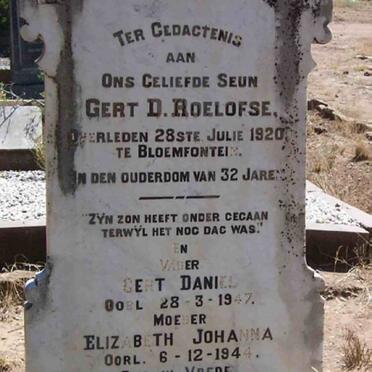 TER GEDACTENIS
AAN
ONS GELIEFDE SEUN
GERT D. ROELOFSE,
OVERLEDEN 28STE JULIE 1920
TE BLOEMFONTEIN.
IN DEN OUDERDOM VAN 32 JAREN
"ZYN ZON HEEFT ONDER GEGAAN
TERWYL HET NOG DAG WAS."
EN
VADER
GERT DANIEL
OORL 28-3-1947.
MOEDER
ELIZABETH JOHANNA
OORL. 6-12-1944.
VREDE